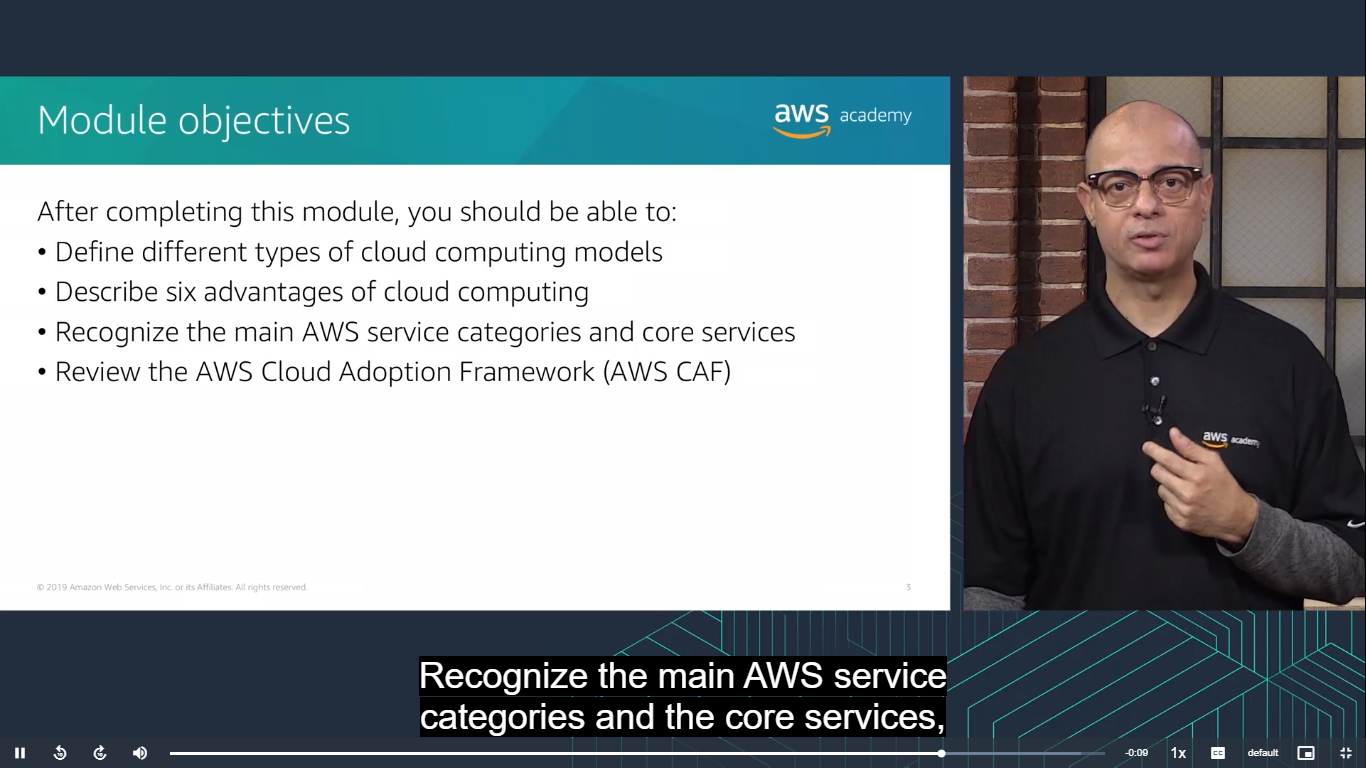 Module objectives
aws academy
After completing this module, you should be able to:
• Define different types of cloud computing models
• Describe six advantages of cloud computing
• Recognize the main AWS service categories and core services
• Review the AWS Cloud Adoption Framework (AWS CAF)
© 2019 Amazon Web Services, Inc. or its Affiliates. All rights reserved.
3
aws academy
Recognize the main AWS service
categories and the core services,
-0:09
1x
CC
default